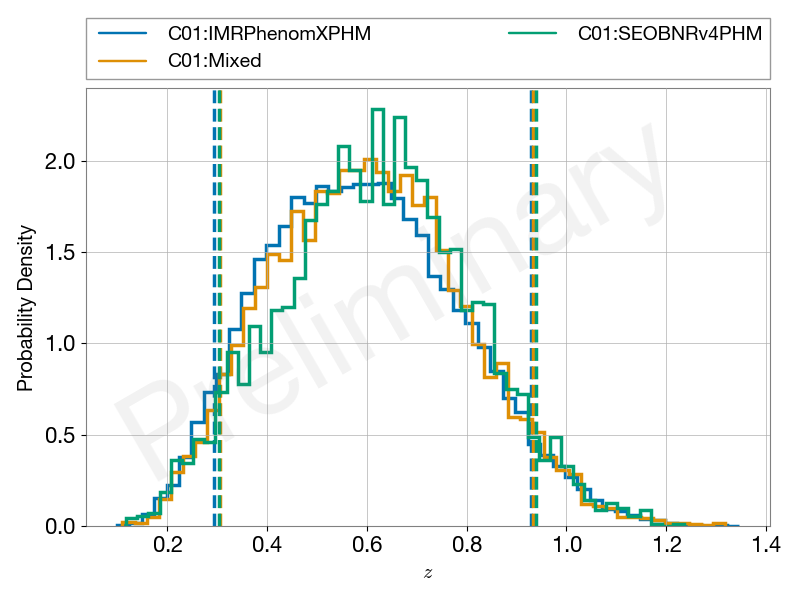 C01:IMRPhenomXPHM
C01:Mixed
C01:SEOBNRv4PHM
Probability Density
2.0
1.5
1.0
0.5
0.0
Preliminary
0.2 0.4 0.6 0.8 1.0 1.2 1.4
z